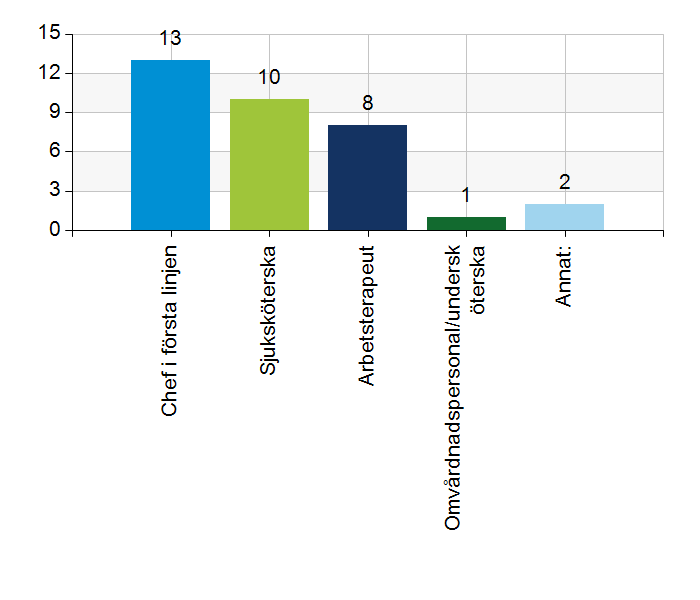 15
12
9
6
3
0
13
10
8
1
2
Chef i första linjen
Sjuksköterska
Arbetsterapeut
Omvårdnadspersonal/undersk
öterska
Annat: